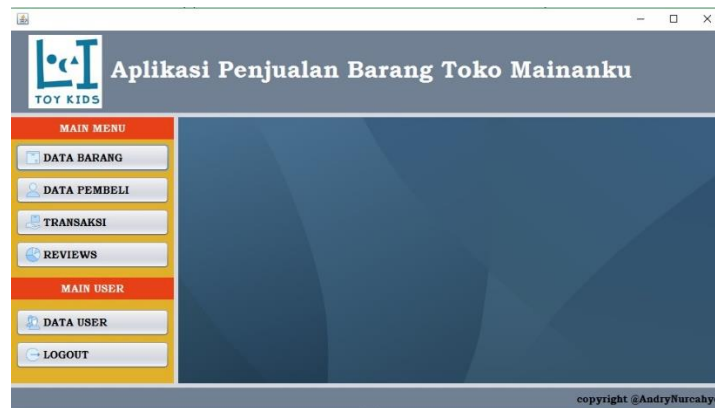 TOY KIDS
Aplikasi Penjualan Barang Toko Mainanku
MAIN MENU
DATA BARANG
DATA PEMBELI
TRANSAKSI
REVIEWS
MAIN USER
DATA USER
LOGOUT
copyright @AndryNurcahy